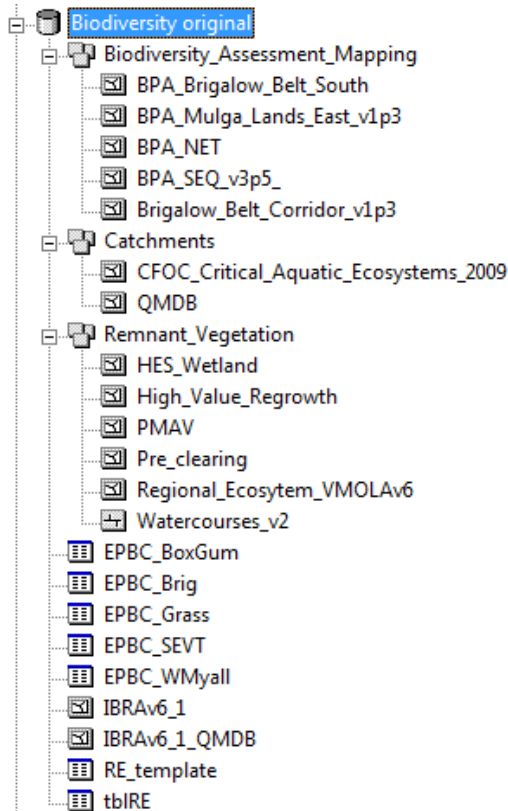 Biodiversity original
Biodiversity_Assessment_Mapping
BPA_Brigalow_Belt_South
BPA_Mulga_Lands_East_v1p3
BPA_NET
BPA_SEQ_v3p5_
Brigalow_Belt_Corridor_v1p3
Catchments
CFOC_Critical_Aquatic_Ecosystems_2009
QMDB
Remnant_Vegetation
HES_Wetland
High_Value_Regrowth
PMAV
Pre_clearing
Regional_Ecosytem_VMOLAv6
Watercourses_v2
EPBC_BoxGum
EPBC_Brig
EPBC_Grass
EPBC_SEVT
EPBC_WMyall
IBRAv6_1
IBRAv6_1_QMDB
RE_template
tblRE